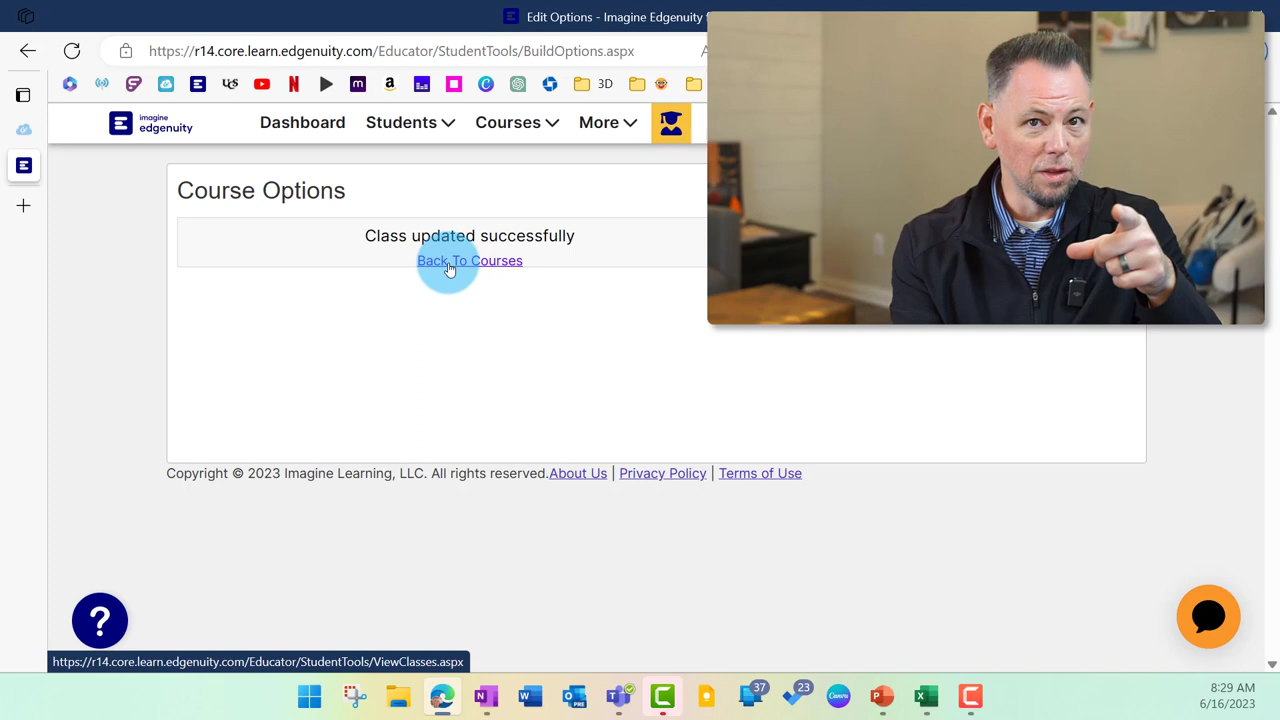 Edit Options - Imagine Edgenuity
https://r14.core.learn.edgenuity.com/Educator/StudentTools/BuildOptions.aspx
3D
imagine
edgenuity
Dashboard
Students
Courses
More
Course Options
Class updated successfully
Back To Courses
Copyright © 2023 Imagine Learning, LLC. All rights reserved.About Us | Privacy Policy | Terms of Use
?
https://r14.core.learn.edgenuity.com/Educator/StudentTools/ViewClasses.aspx
37
23
8:29 AM
6/16/2023